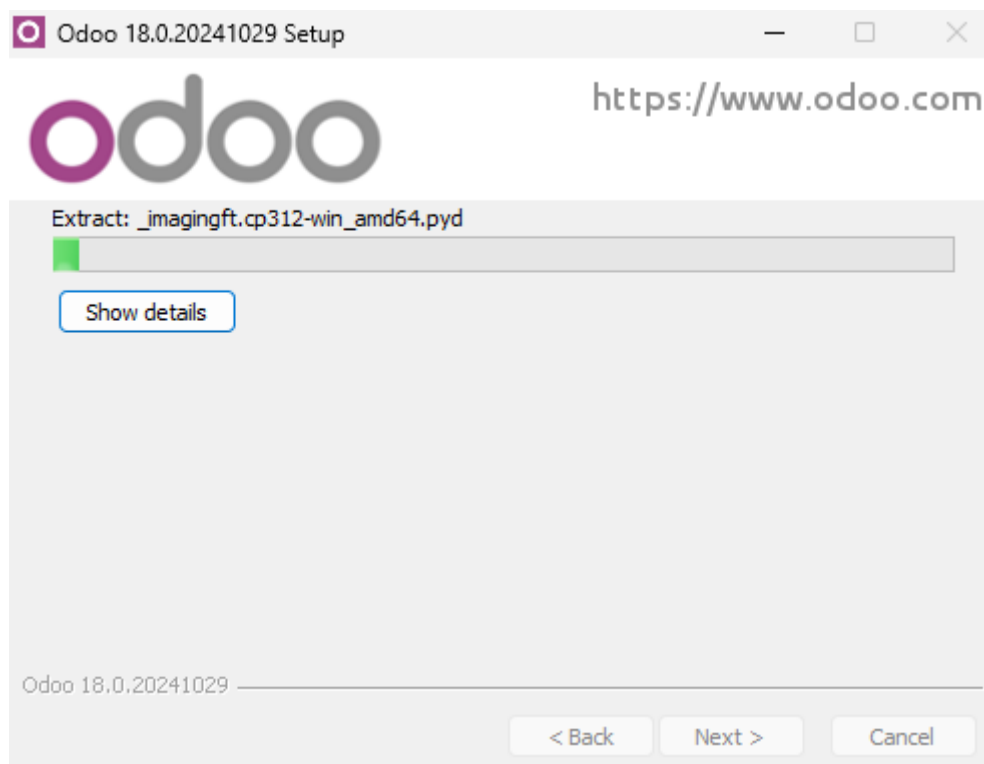 Odoo 18.0.20241029 Setup
odoo
https://www.odoo.com
Extract: _imagingft.cp312-win_amd64.pyd
Show details
Odoo 18.0.20241029
< Back Next > Cancel